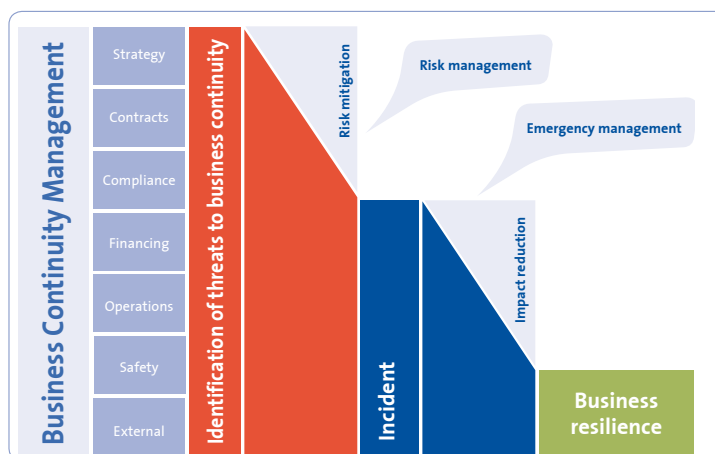 Business Continuity Management
Strategy
Contracts
Compliance
Financing
Operations
Safety
External
Identification of threats to business continuity
Risk mitigation
Risk management
Emergency management
Incident
Impact reduction
Business
resilience